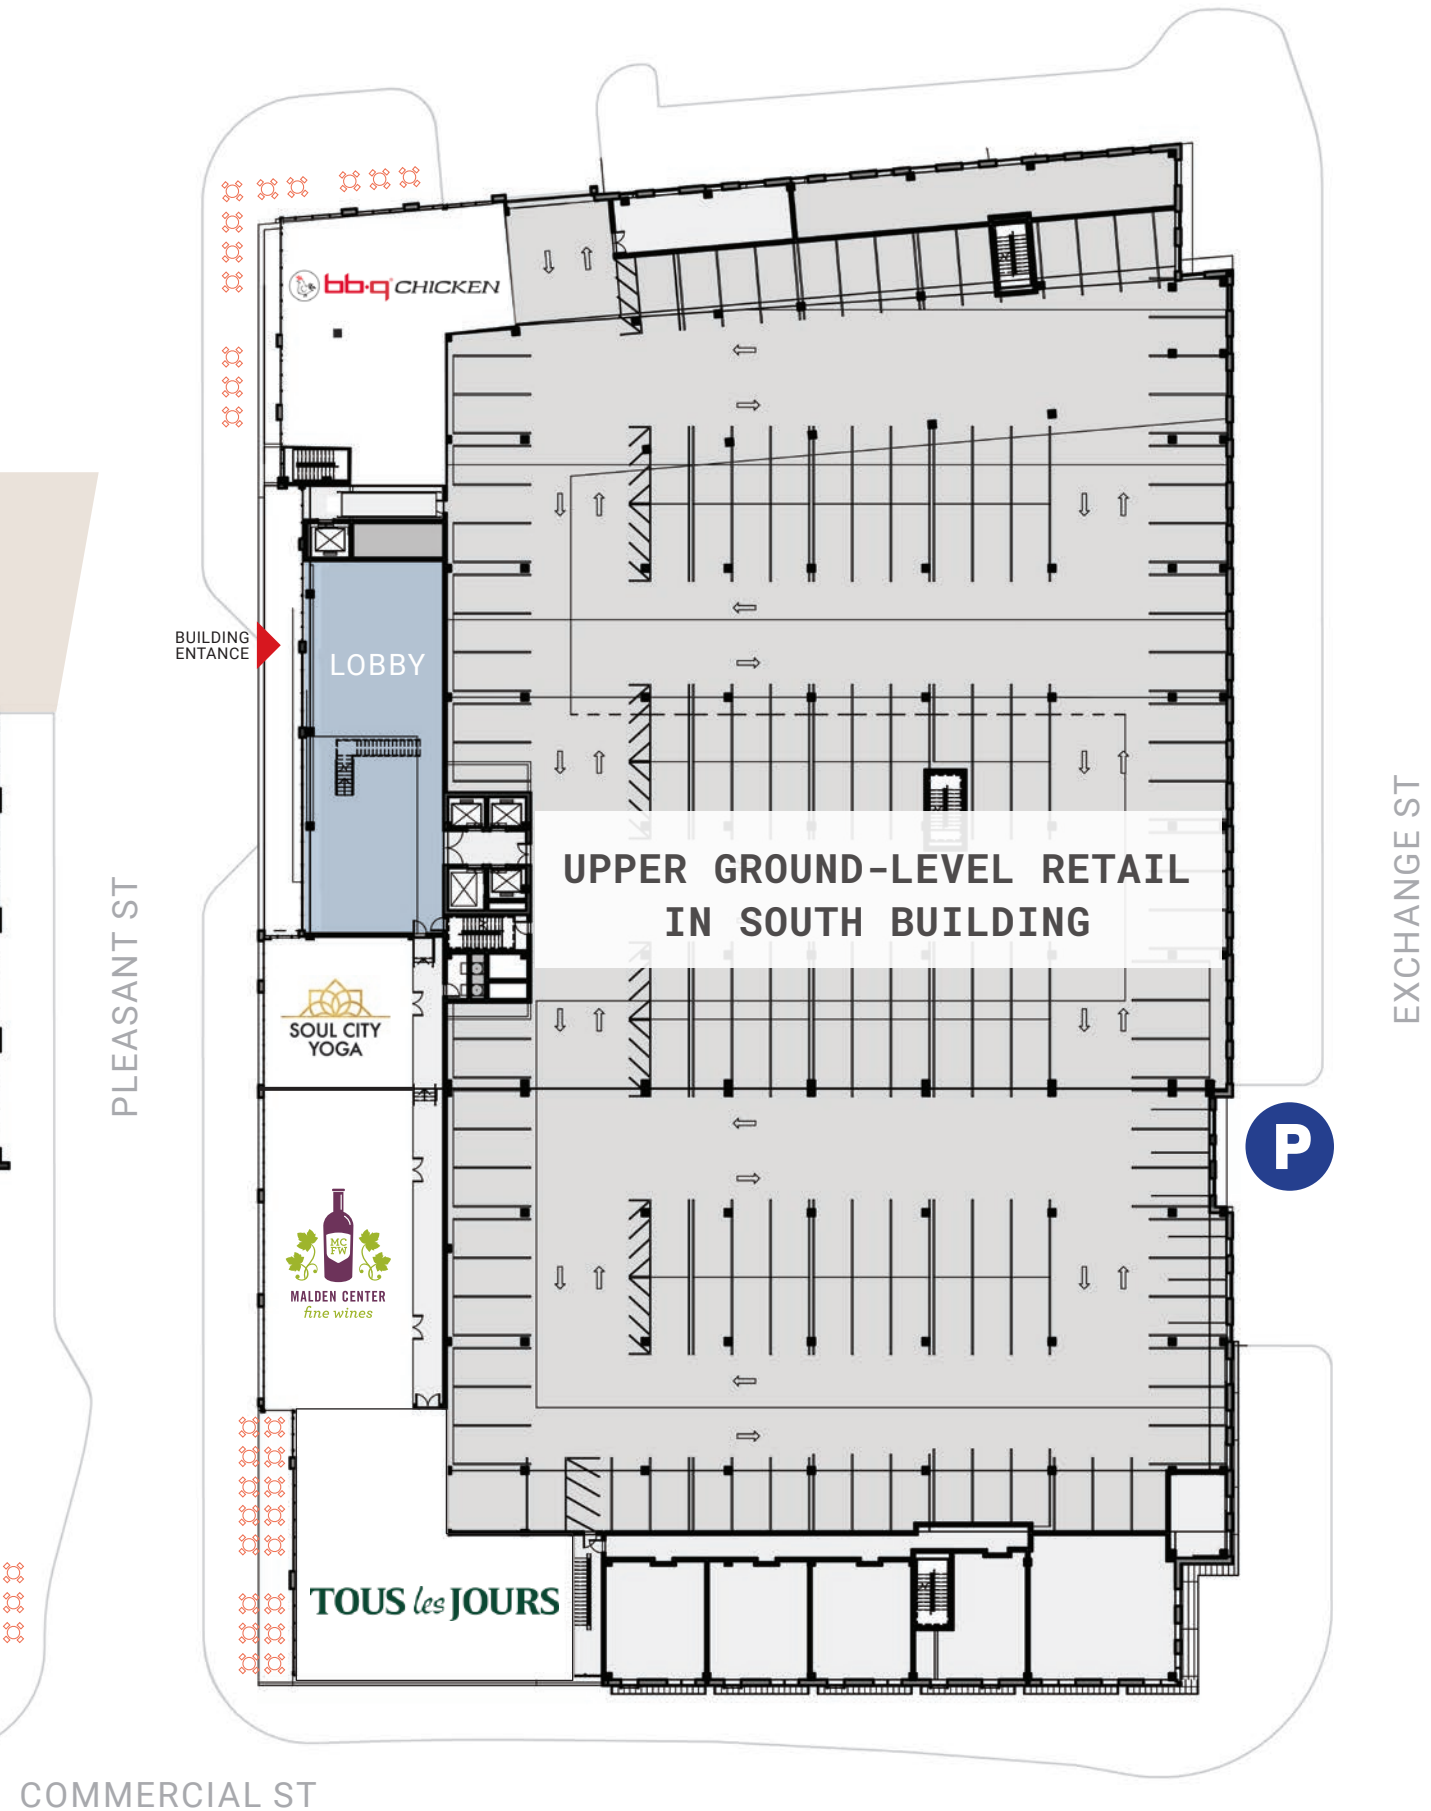 bb.q CHICKEN
BUILDING
ENTANCE
LOBBY
UPPER GROUND-LEVEL RETAIL
IN SOUTH BUILDING
PLEASANT ST
EXCHANGE ST
SOUL CITY
YOGA
P
MC
FW
MALDEN CENTER
fine wines
TOUS les JOURS
COMMERCIAL ST